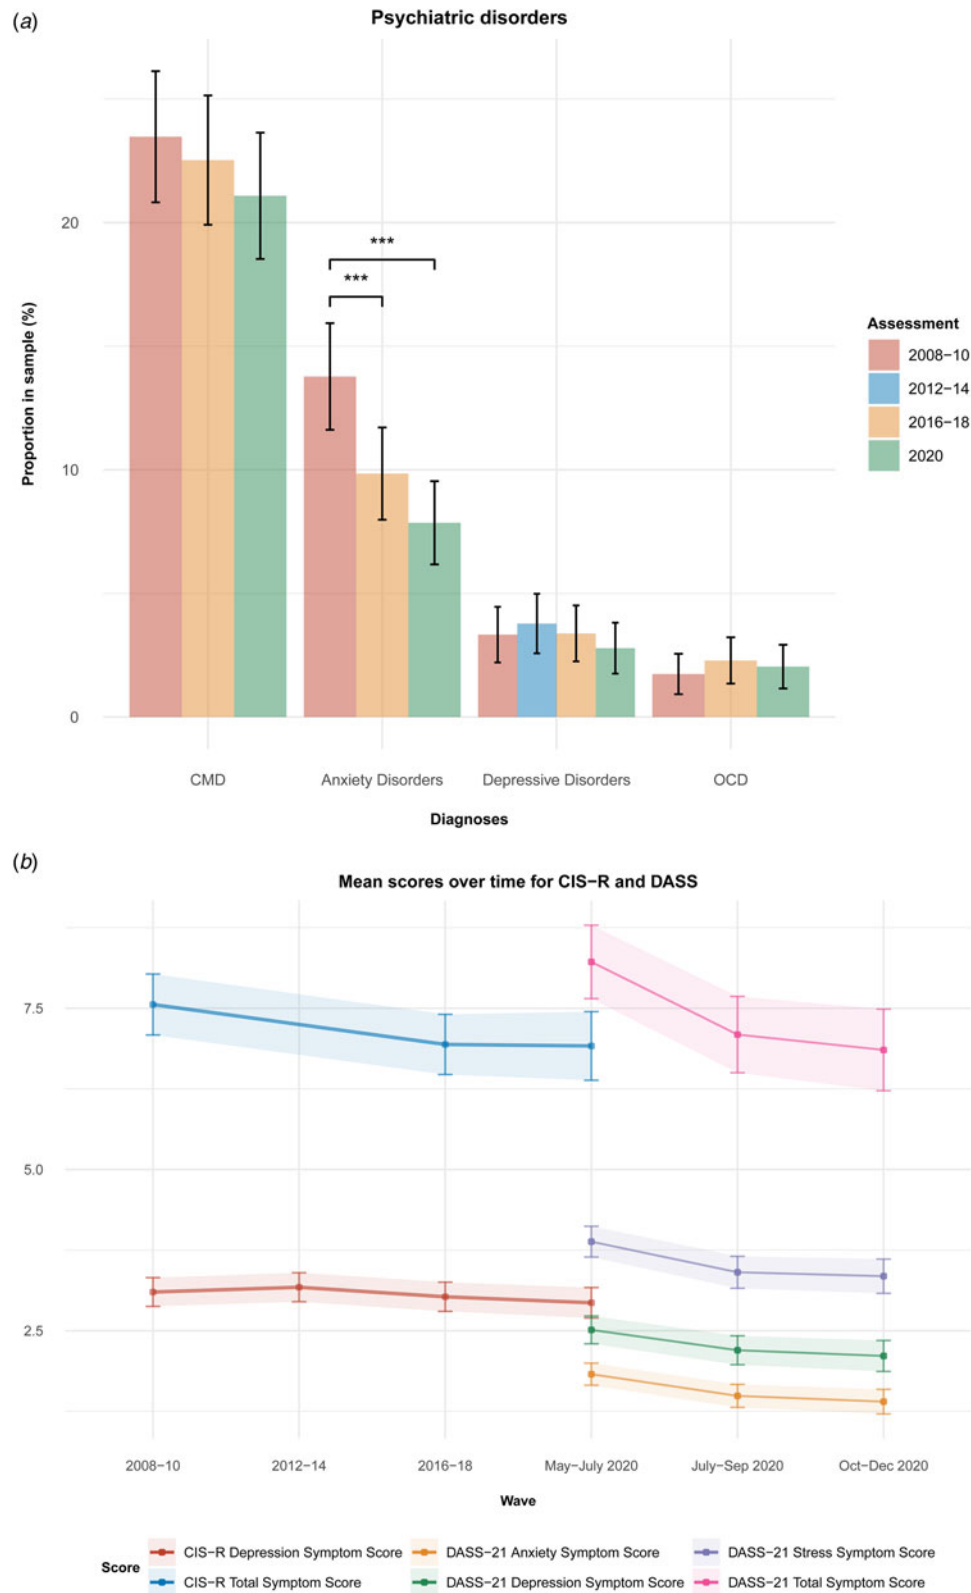 (a)
Psychiatric disorders
Proportion in sample (%)
20
10
0
***
***
CMD
Anxiety Disorders
Depressive Disorders
OCD
Diagnoses
Assessment
2008–10
2012–14
2016–18
2020
(b)
Mean scores over time for CIS–R and DASS
7.5
5.0
2.5
2008–10
2012–14
2016–18
May–July 2020
July–Sep 2020
Oct–Dec 2020
Wave
Score
CIS–R Depression Symptom Score
DASS–21 Anxiety Symptom Score
DASS–21 Stress Symptom Score
CIS–R Total Symptom Score
DASS–21 Depression Symptom Score
DASS–21 Total Symptom Score